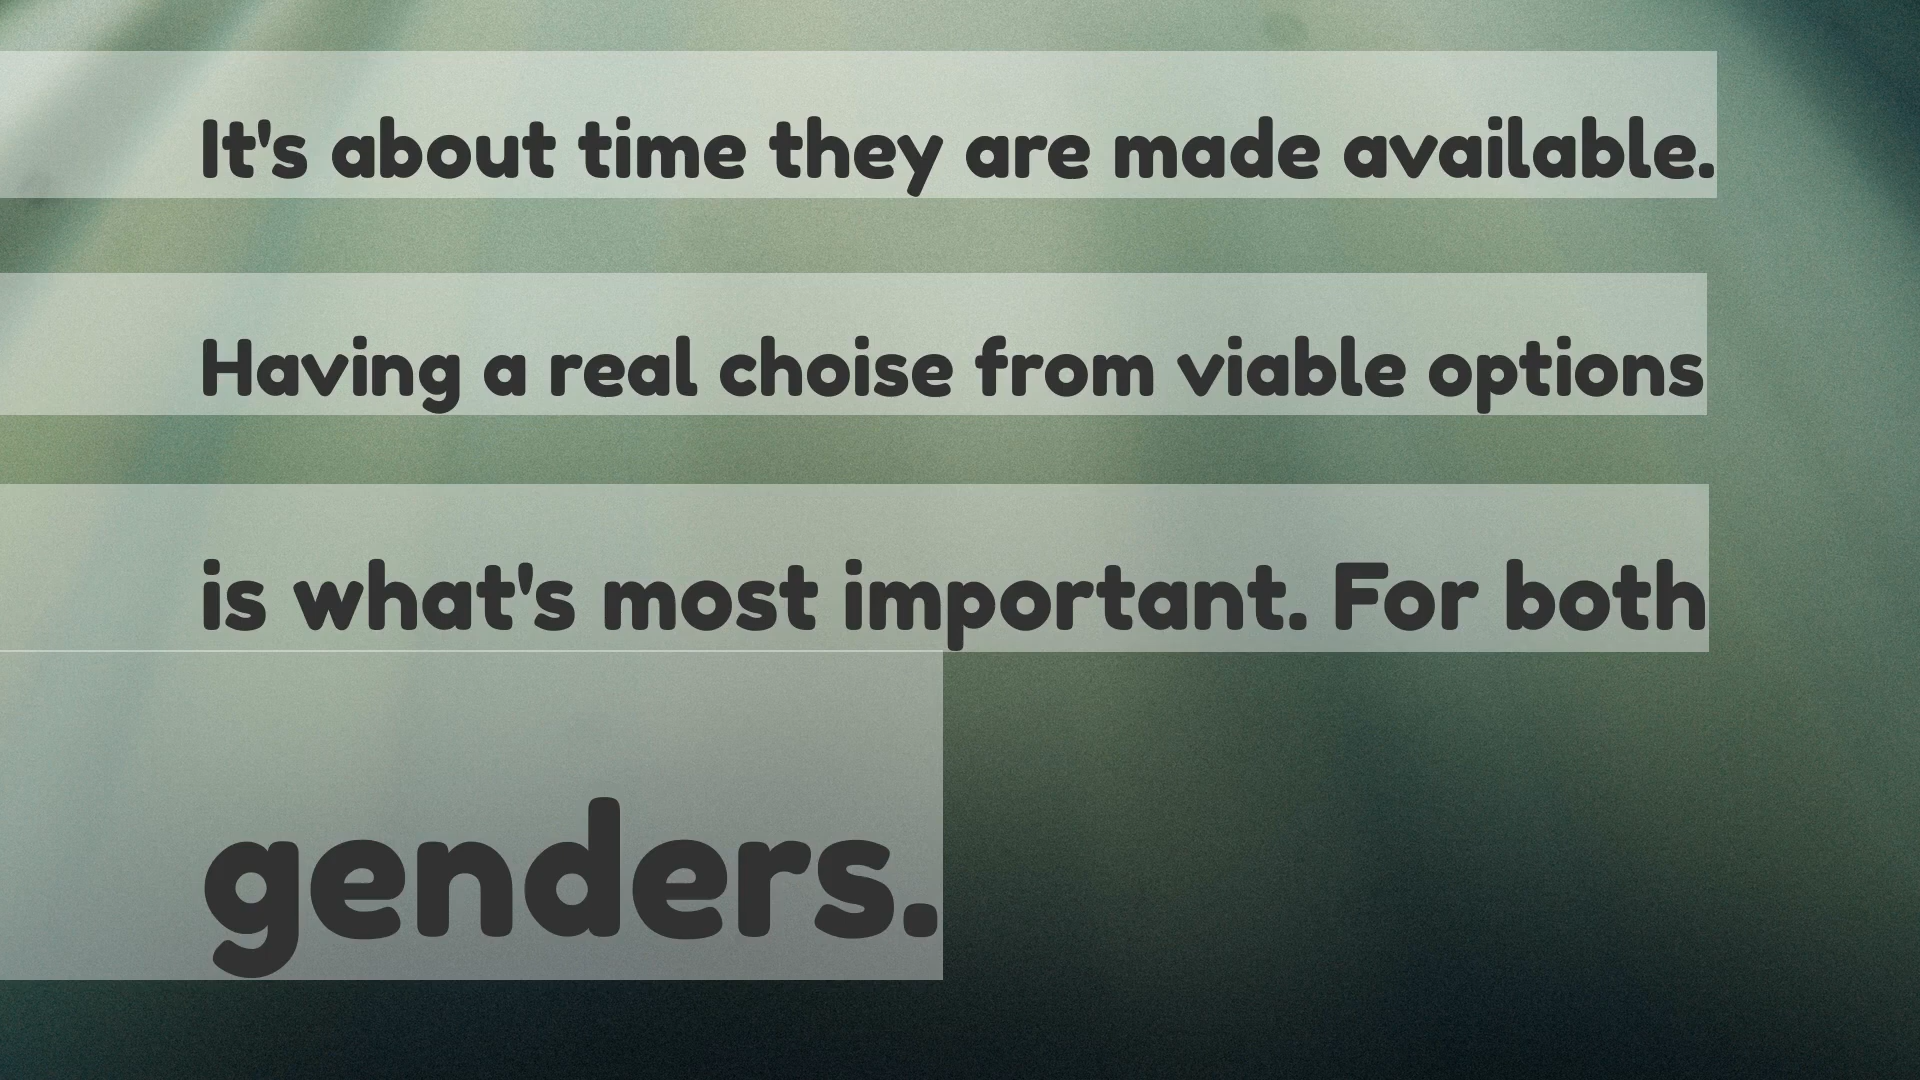 It's about time they are made available.
Having a real choise from viable options
is what's most important. For both
genders.